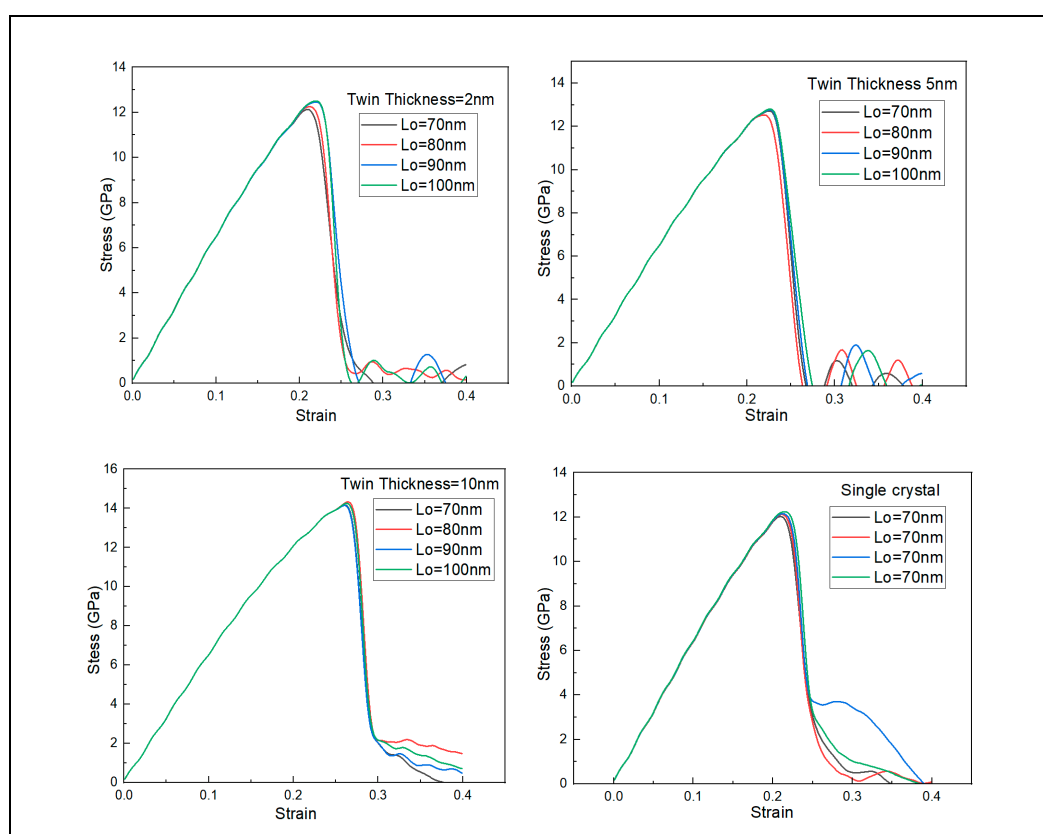 Twin Thickness=2nm
Lo=70nm
Lo=80nm
Lo=90nm
Lo=100nm
Stress (GPa)
14
12
10
8
6
4
2
0
0.0 0.1 0.2 0.3 0.4
Strain
Twin Thickness 5nm
Lo=70nm
Lo=80nm
Lo=90nm
Lo=100nm
Stress (GPa)
14
12
10
8
6
4
2
0
0.0 0.1 0.2 0.3 0.4
Strain
Twin Thickness=10nm
Lo=70nm
Lo=80nm
Lo=90nm
Lo=100nm
Stess (GPa)
16
14
12
10
8
6
4
2
0
0.0 0.1 0.2 0.3 0.4
Strain
Single crystal
Lo=70nm
Lo=70nm
Lo=70nm
Lo=70nm
Stress (GPa)
14
12
10
8
6
4
2
0
0.0 0.1 0.2 0.3 0.4
Strain